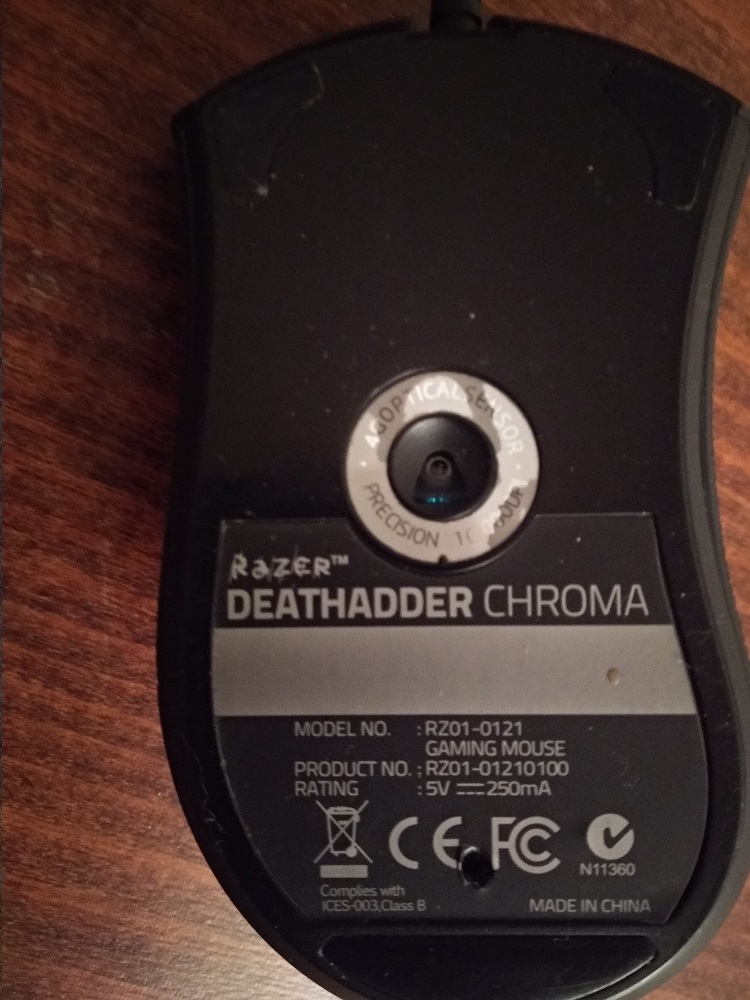 4G OPTICAL SENSOR
PRECISION
RAZER™
DEATHADDER CHROMA
MODEL NO. : RZ01-0121
GAMING MOUSE
PRODUCT NO. : RZ01-01210100
RATING : 5V ⎓ 250mA
CE FC
N11360
Complies with
ICES-003,Class B
MADE IN CHINA